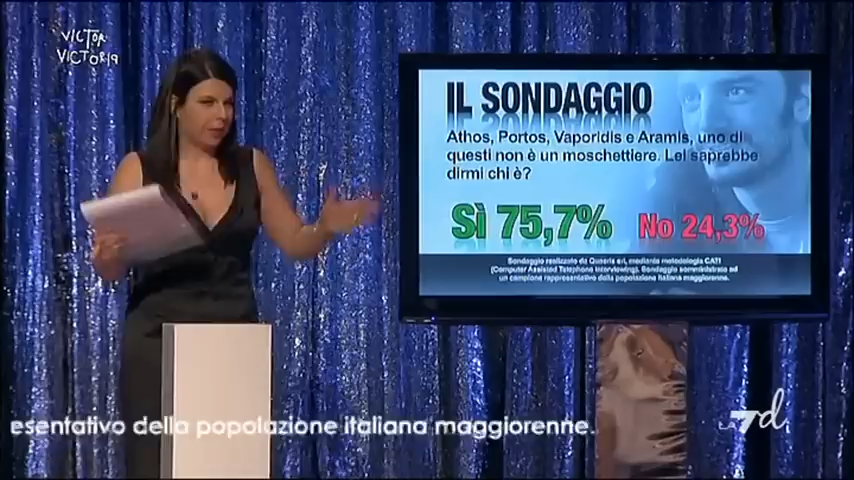 VICTOR
VICTORIA
IL SONDAGGIO
Athos, Portos, Vaporidis e Aramis, uno di
questi non è un moschettiere. Lei saprebbe
dirmi chi è?
Sì 75,7% No 24,3%
Sondaggio realizzato da Quaeris srl, mediante metodologia CATI
(Computer Assisted Telephone Interviewing). Sondaggio somministrato ad
un campione rappresentativo della popolazione italiana maggiorenne.
esentativo della popolazione italiana maggiorenne.
7d